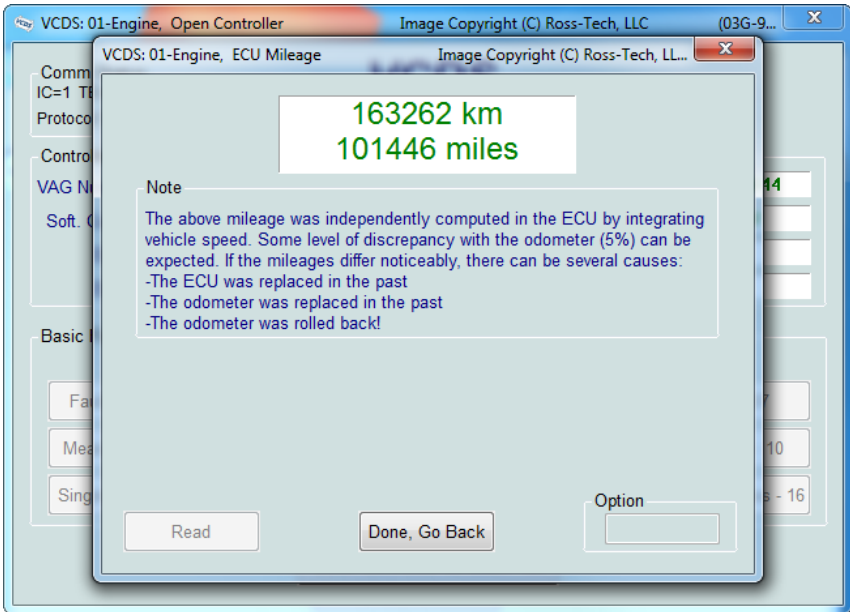 VCDS: 01-Engine, Open Controller Image Copyright (C) Ross-Tech, LLC (03G-9...
VCDS: 01-Engine, ECU Mileage Image Copyright (C) Ross-Tech, LL...
Comm
IC=1
Protoco
163262 km
101446 miles
Contro
VAG
Soft.
Note
The above mileage was independently computed in the ECU by integrating
vehicle speed. Some level of discrepancy with the odometer (5%) can be
expected. If the mileages differ noticeably, there can be several causes:
-The ECU was replaced in the past
-The odometer was replaced in the past
-The odometer was rolled back!
Basic
Fau
Mea
10
Sing
s - 16
Option
Read
Done, Go Back